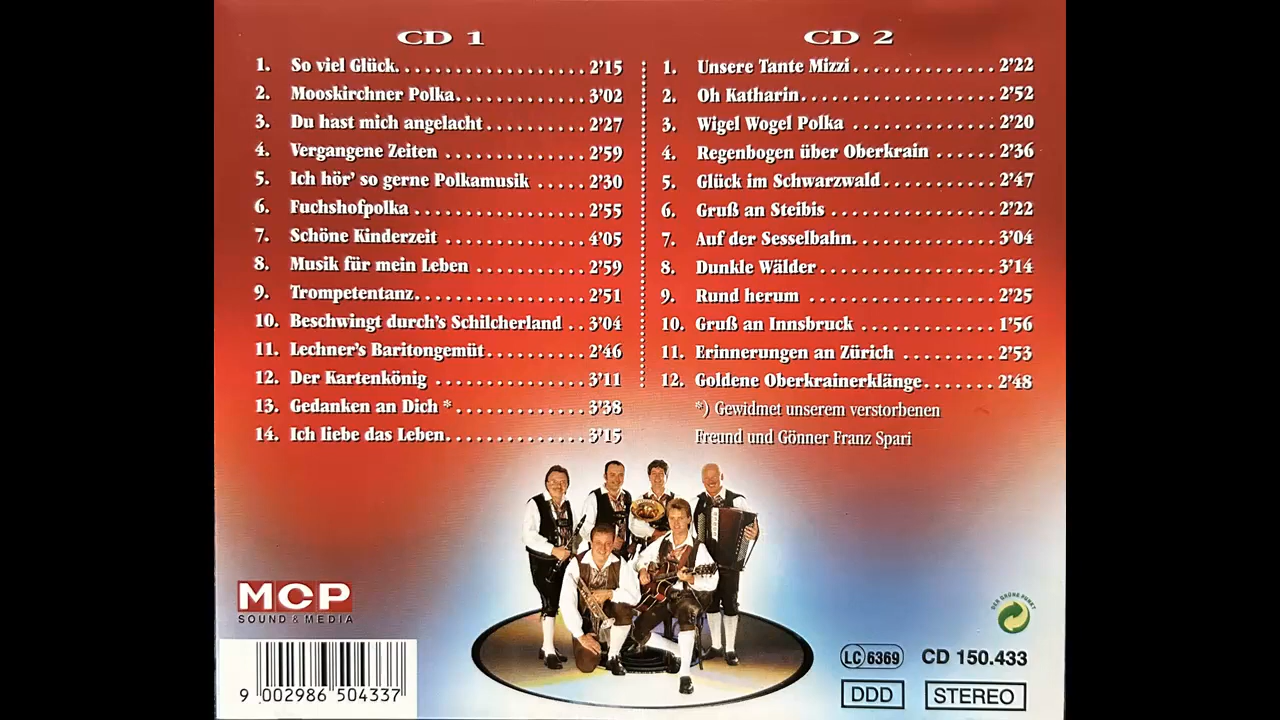 CD 1
1. So viel Glück. . . . . . . . . . . . . . . . . . . 2'15
2. Mooskirchner Polka. . . . . . . . . . . . . 3'02
3. Du hast mich angelacht . . . . . . . . . . 2'27
4. Vergangene Zeiten . . . . . . . . . . . . . . 2'59
5. Ich hör' so gerne Polkamusik . . . . . 2'30
6. Fuchshofpolka . . . . . . . . . . . . . . . . . 2'55
7. Schöne Kinderzeit . . . . . . . . . . . . . . 4'05
8. Musik für mein Leben . . . . . . . . . . . 2'59
9. Trompetentanz. . . . . . . . . . . . . . . . . 2'51
10. Beschwingt durch's Schilcherland . . 3'04
11. Lechner's Baritongemüt. . . . . . . . . . 2'46
12. Der Kartenkönig . . . . . . . . . . . . . . . 3'11
13. Gedanken an Dich * . . . . . . . . . . . . . 3'38
14. Ich liebe das Leben. . . . . . . . . . . . . . 3'15
CD 2
1. Unsere Tante Mizzi . . . . . . . . . . . . . . 2'22
2. Oh Katharin. . . . . . . . . . . . . . . . . . . 2'52
3. Wigel Wogel Polka . . . . . . . . . . . . . . 2'20
4. Regenbogen über Oberkrain . . . . . . 2'36
5. Glück im Schwarzwald . . . . . . . . . . . 2'47
6. Gruß an Steibis . . . . . . . . . . . . . . . . 2'22
7. Auf der Sesselbahn. . . . . . . . . . . . . . 3'04
8. Dunkle Wälder . . . . . . . . . . . . . . . . . 3'14
9. Rund herum . . . . . . . . . . . . . . . . . . 2'25
10. Gruß an Innsbruck . . . . . . . . . . . . . 1'56
11. Erinnerungen an Zürich . . . . . . . . . 2'53
12. Goldene Oberkrainerklänge. . . . . . . 2'48
*) Gewidmet unserem verstorbenen
Freund und Gönner Franz Spari
MCP
SOUND & MEDIA
9 002986 504337
DER GRÜNE PUNKT
LC 6369 CD 150.433
DDD STEREO